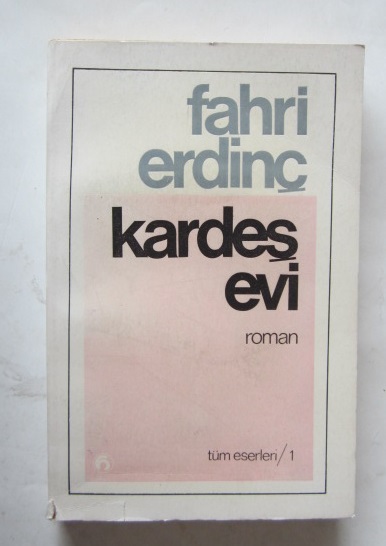 fahri
erdinç
kardeş
evi
roman
tüm eserleri/1